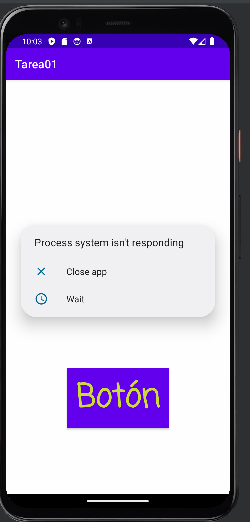 10:03
Tarea01
Process system isn't responding
Close app
Wait
Botón